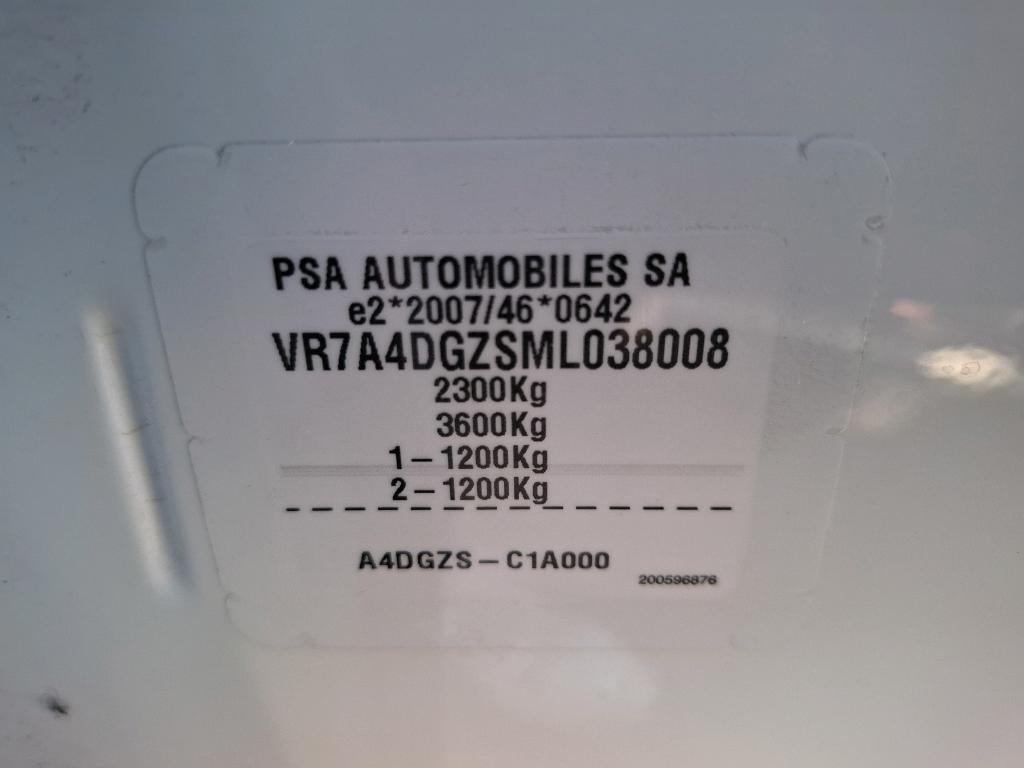 PSA AUTOMOBILES SA
e2*2007/46*0642
VR7A4DGZSML038008
2300Kg
3600Kg
1-1200Kg
2-1200Kg
A4DGZS-C1A000
200596876